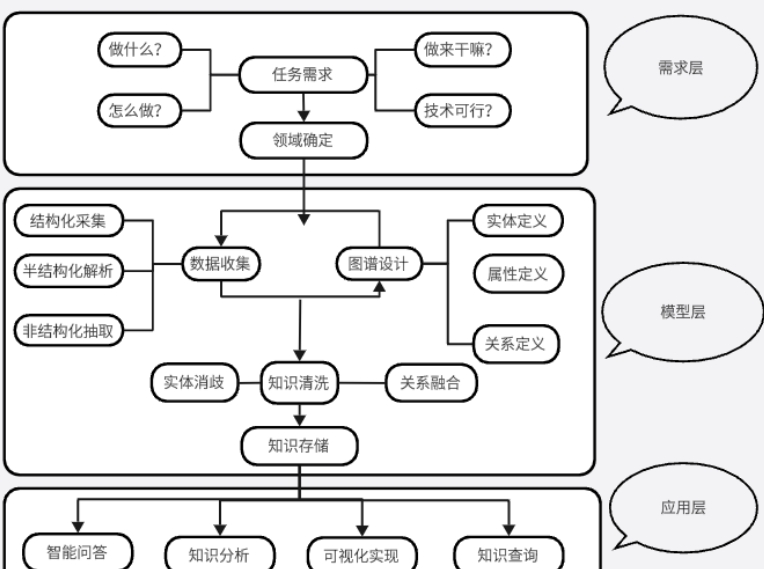 做什么?
做来干嘛?
任务需求
需求层
怎么做?
技术可行?
领域确定
结构化采集
实体定义
数据收集
图谱设计
半结构化解析
属性定义
非结构化抽取
关系定义
模型层
实体消歧
知识清洗
关系融合
知识存储
应用层
智能问答
知识分析
可视化实现
知识查询